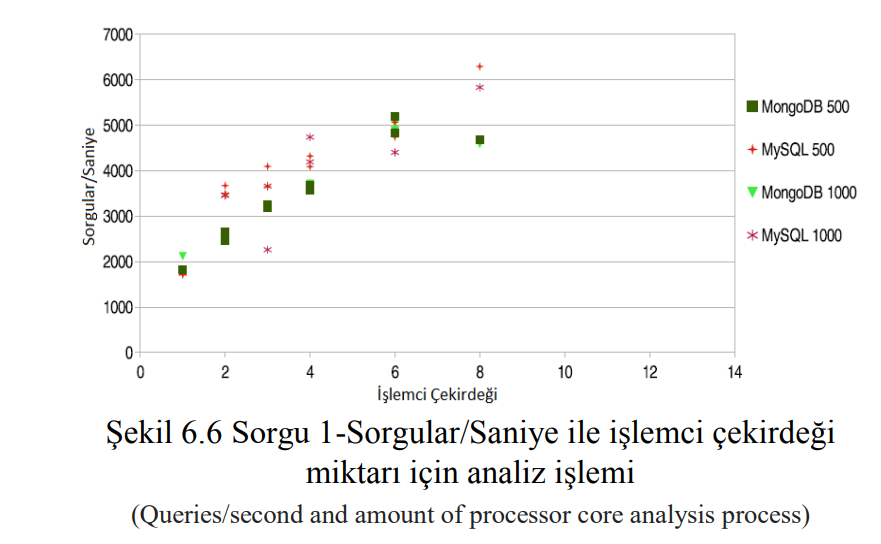 7000
6000
5000
4000
3000
2000
1000
0
Sorgular/Saniye
0 2 4 6 8 10 12 14
İşlemci Çekirdeği
MongoDB 500
MySQL 500
MongoDB 1000
MySQL 1000
Şekil 6.6 Sorgu 1-Sorgular/Saniye ile işlemci çekirdeği
miktarı için analiz işlemi
(Queries/second and amount of processor core analysis process)